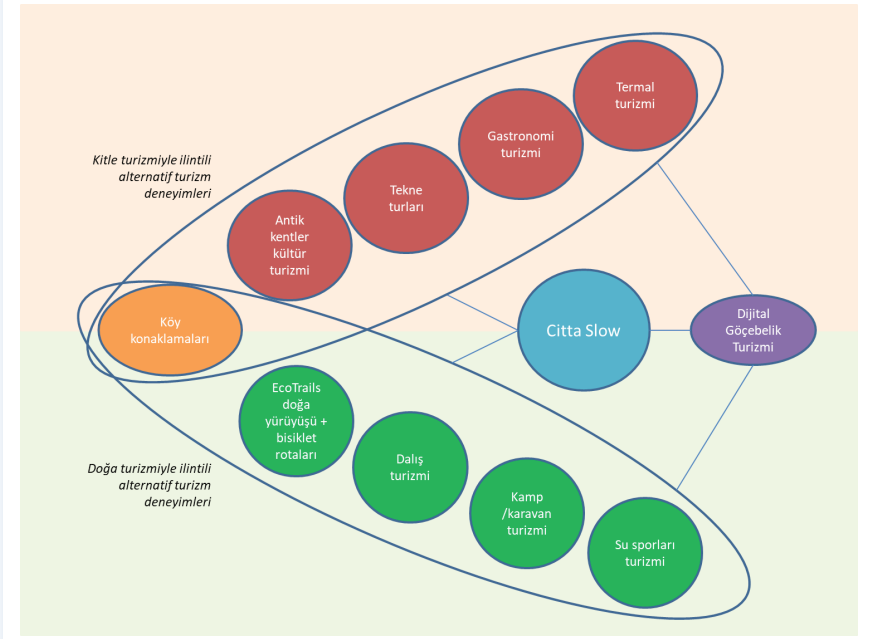 Termal
turizmi
Gastronomi
turizmi
Kitle turizmiyle ilintili
alternatif turizm
deneyimleri
Tekne
turları
Antik
kentler
kültür
turizmi
Köy
konaklamaları
Citta Slow
Dijital
Göçebelik
Turizmi
EcoTrails
doğa
yürüyüşü +
bisiklet
rotaları
Doğa turizmiyle ilintili
alternatif turizm
deneyimleri
Dalış
turizmi
Kamp
/karavan
turizmi
Su sporları
turizmi